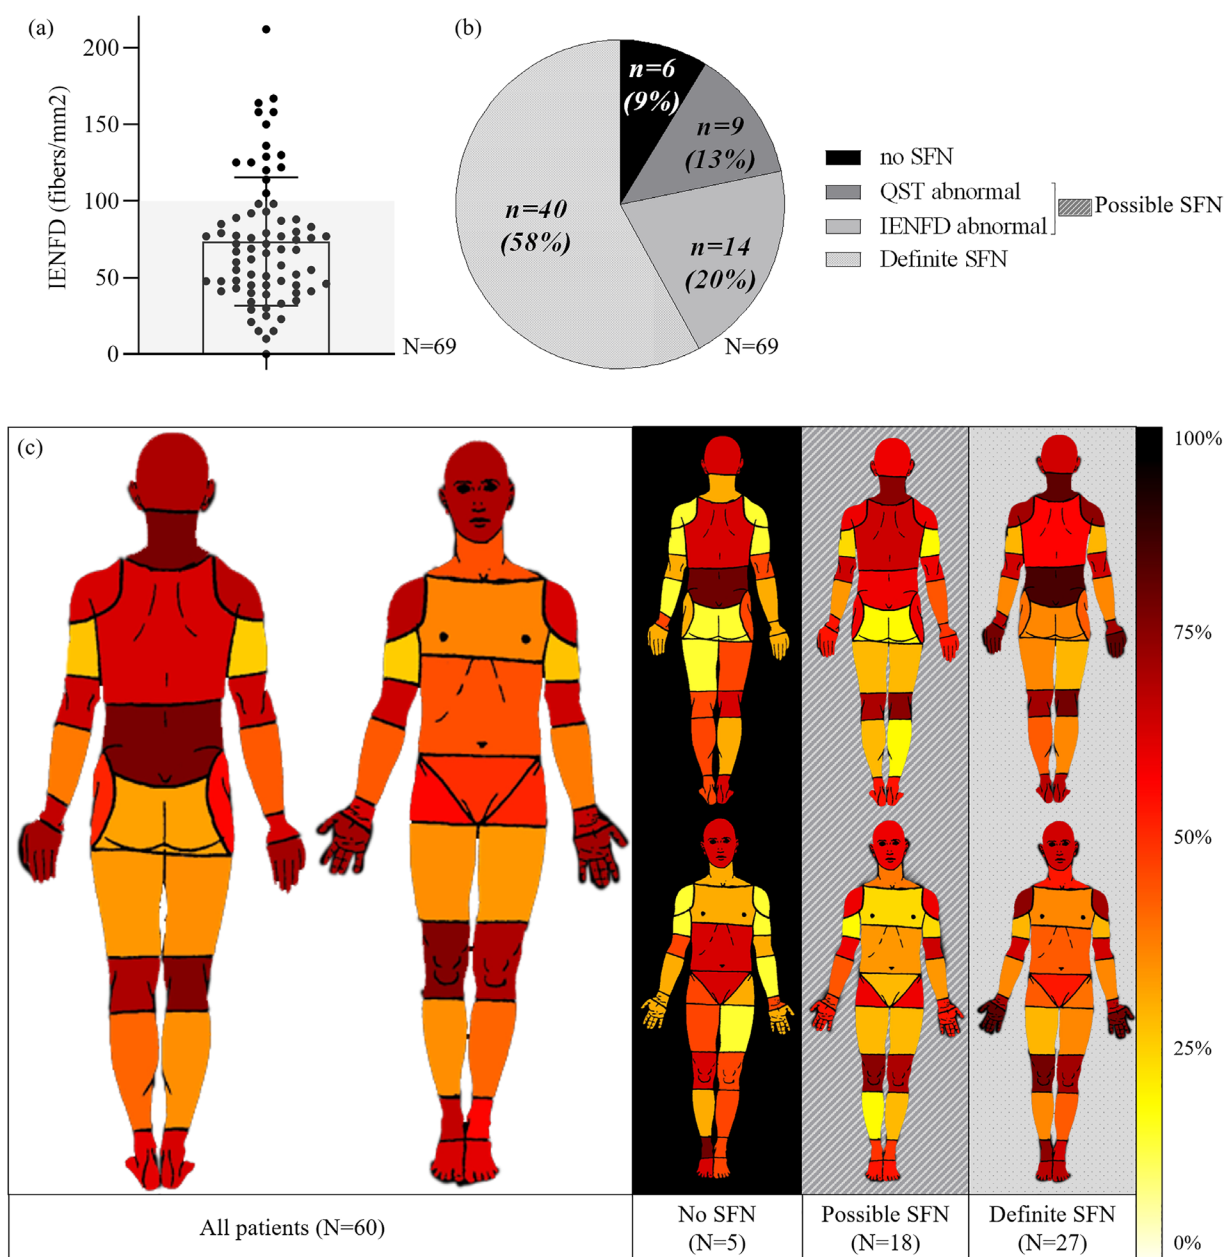 (a)
200
150
100
50
0
IENFD (fibers/mm2)
N=69
(b)
n=6
(9%)
n=9
(13%)
n=14
(20%)
n=40
(58%)
N=69
no SFN
QST abnormal
IENFD abnormal
Possible SFN
Definite SFN
(c)
100%
75%
50%
25%
0%
All patients (N=60)
No SFN
(N=5)
Possible SFN
(N=18)
Definite SFN
(N=27)